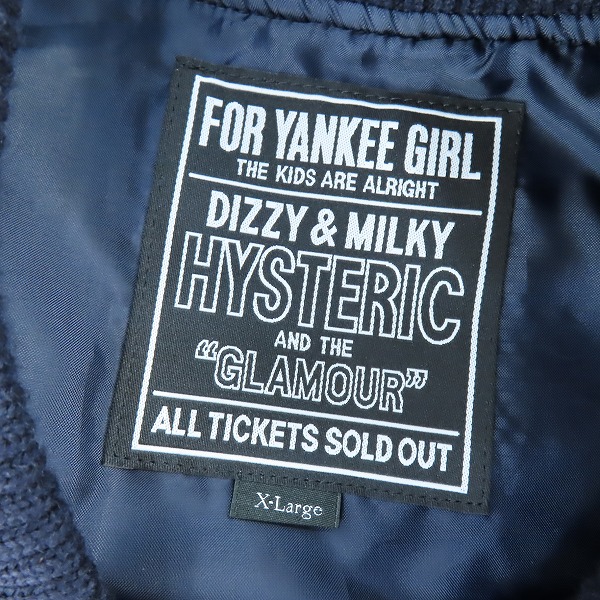 FOR YANKEE GIRL
THE KIDS ARE ALRIGHT
DIZZY & MILKY
HYSTERIC
AND THE
“GLAMOUR”
ALL TICKETS SOLD OUT
X-Large